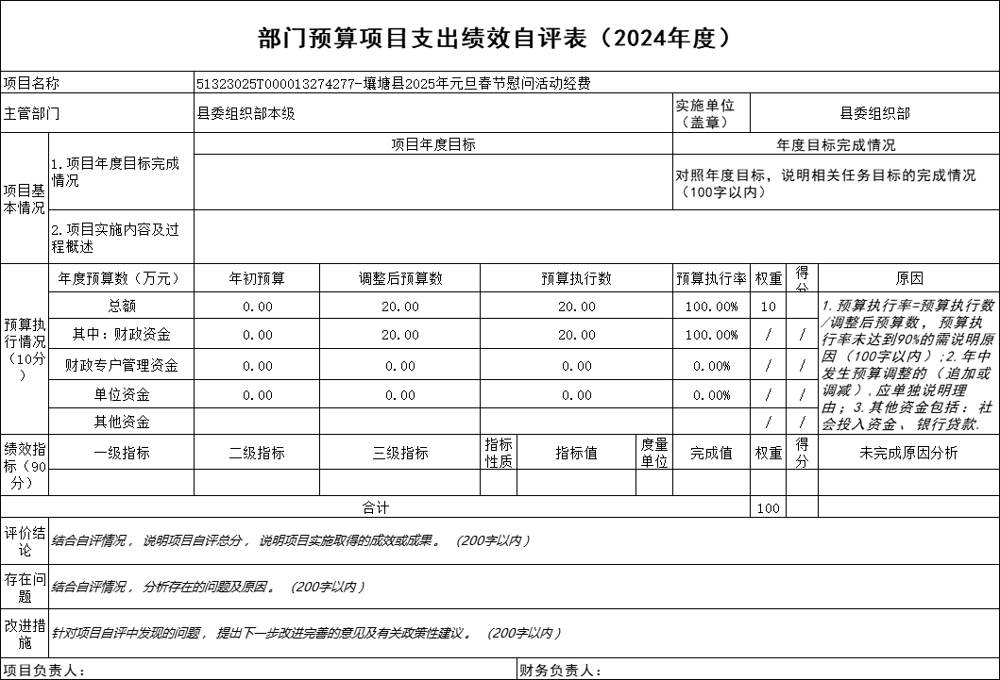 部门预算项目支出绩效自评表（2024年度）
项目名称
51323025T000013274277-壤塘县2025年元旦春节慰问活动经费
主管部门
县委组织部本级
实施单位
（盖章）
县委组织部
项目基
本情况
1.项目年度目标完成
情况
项目年度目标
年度目标完成情况
对照年度目标，说明相关任务目标的完成情况
（100字以内）
2.项目实施内容及过
程概述
预算执
行情况
（10分
）
年度预算数（万元） 年初预算 调整后预算数 预算执行数 预算执行率 权重 得分 原因
总额 0.00 20.00 20.00 100.00% 10
其中：财政资金 0.00 20.00 20.00 100.00% / /
财政专户管理资金 0.00 0.00 0.00 0.00% / /
单位资金 0.00 0.00 0.00 0.00% / /
其他资金 / /
1.预算执行率=预算执行数
/调整后预算数，预算执
行率未达到90%的需说明原
因（100字以内）;2.年中
发生预算调整的（追加或
调减）,应单独说明理
由；3.其他资金包括：社
会投入资金、银行贷款.
绩效指
标（90
分）
一级指标 二级指标 三级指标 指标性质 指标值 度量单位 完成值 权重 得分 未完成原因分析
合计 100
评价结
论
结合自评情况，说明项目自评总分，说明项目实施取得的成效或成果。（200字以内）
存在问
题
结合自评情况，分析存在的问题及原因。（200字以内）
改进措
施
针对项目自评中发现的问题，提出下一步改进完善的意见及有关政策性建议。（200字以内）
项目负责人：
财务负责人：